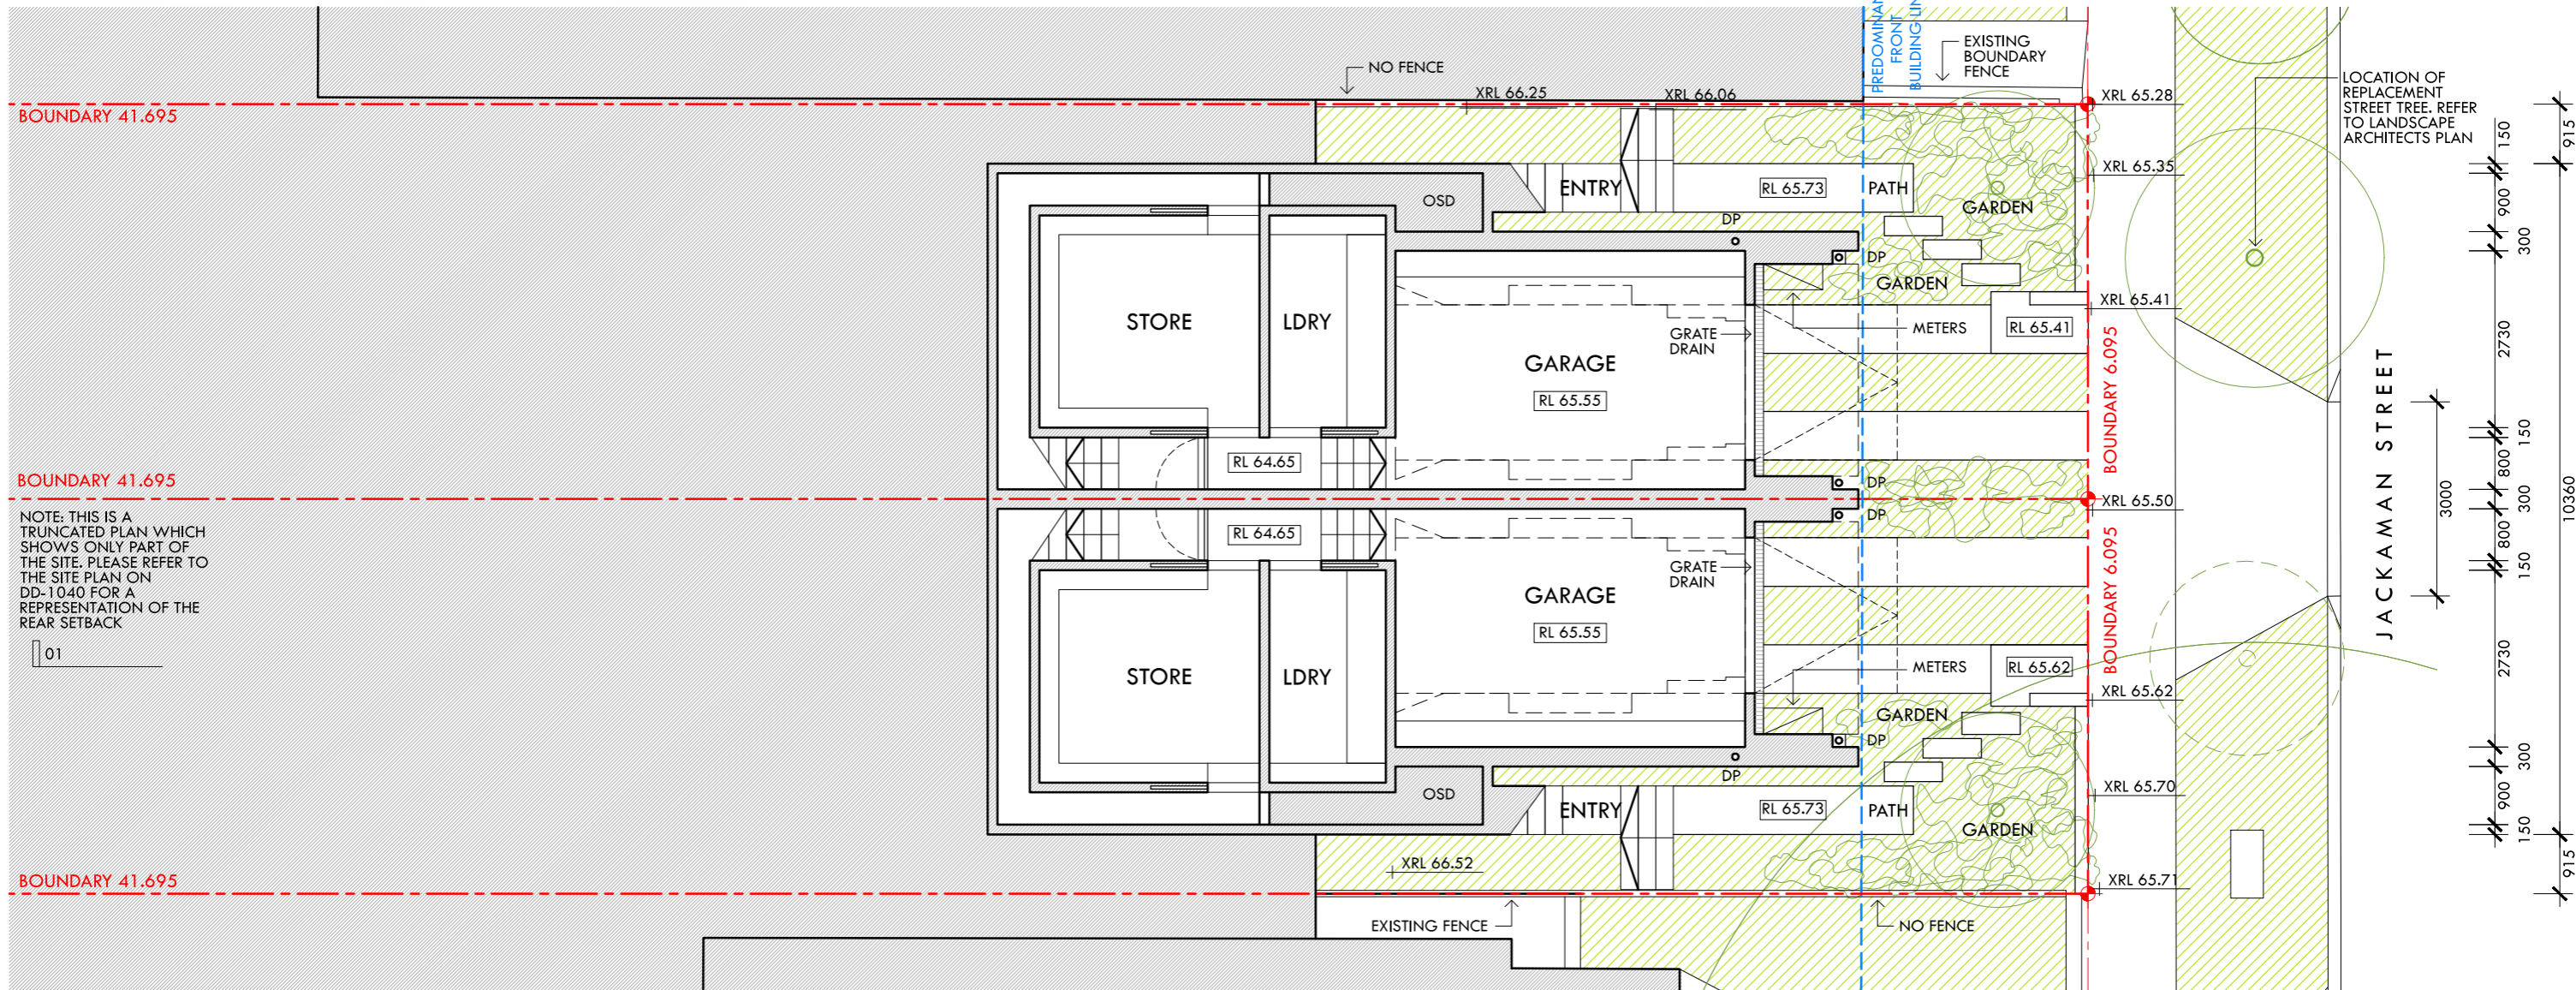 PREDOMINAN
FRONT
BUILDING LIN
EXISTING
BOUNDARY
FENCE
NO FENCE
XRL 66.25
XRL 66.06
XRL 65.28
LOCATION OF
REPLACEMENT
STREET TREE. REFER
TO LANDSCAPE
ARCHITECTS PLAN
BOUNDARY 41.695
150
915
XRL 65.35
OSD
ENTRY
RL 65.73
PATH
GARDEN
900
DP
DP
300
GARDEN
XRL 65.41
STORE
LDRY
GRATE
DRAIN
METERS
RL 65.41
2730
GARAGE
RL 65.55
BOUNDARY 6.095
JACKAMAN STREET
150
RL 64.65
800
BOUNDARY 41.695
DP
XRL 65.50
300
3000
10360
DP
NOTE: THIS IS A
TRUNCATED PLAN WHICH
SHOWS ONLY PART OF
THE SITE. PLEASE REFER TO
THE SITE PLAN ON
DD-1040 FOR A
REPRESENTATION OF THE
REAR SETBACK
01
RL 64.65
800
150
GRATE
DRAIN
GARAGE
RL 65.55
BOUNDARY 6.095
STORE
LDRY
METERS
RL 65.62
2730
XRL 65.62
GARDEN
DP
DP
300
OSD
ENTRY
RL 65.73
PATH
GARDEN
XRL 65.70
900
150
XRL 66.52
915
BOUNDARY 41.695
XRL 65.71
EXISTING FENCE
NO FENCE